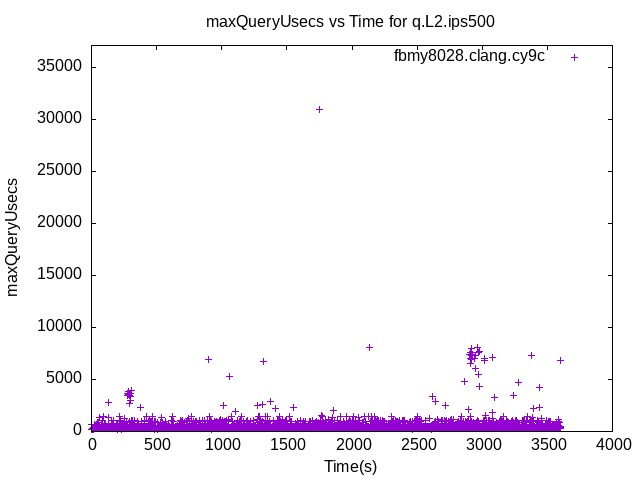 maxQueryUsecs vs Time for q.L2.ips500
fbmy8028.clang.cy9c
35000
30000
25000
20000
15000
10000
5000
0
maxQueryUsecs
0 500 1000 1500 2000 2500 3000 3500 4000
Time(s)